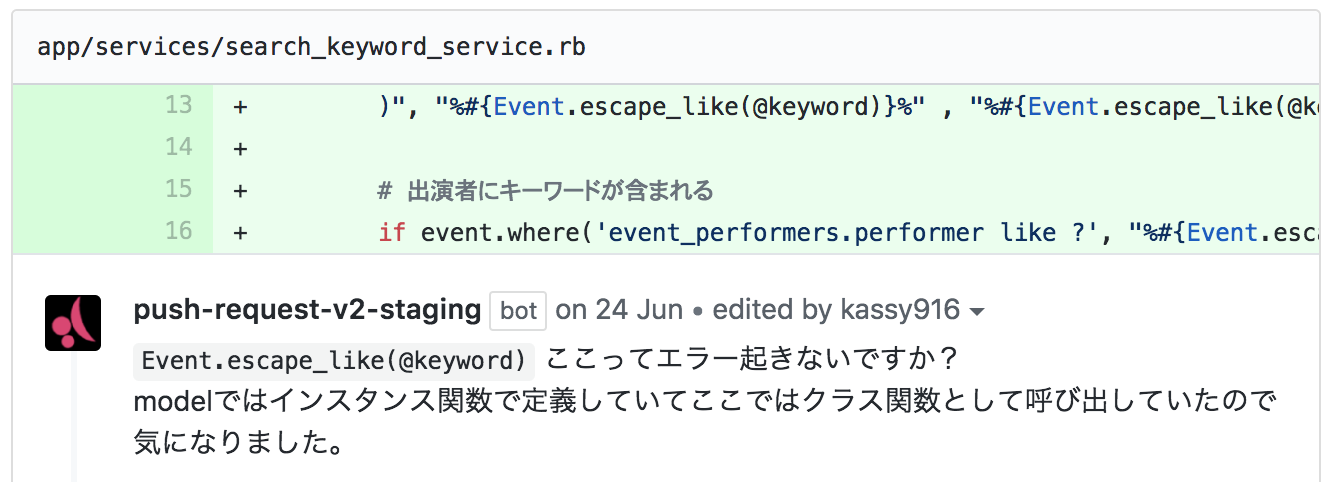 app/services/search_keyword_service.rb
13 + )", "%#{Event.escape_like(@keyword)}%" , "%#{Event.escape_like(@k
14 +
15 + # 出演者にキーワードが含まれる
16 + if event.where('event_performers.performer like ?', "%#{Event.esc
push-request-v2-staging bot on 24 Jun • edited by kassy916
Event.escape_like(@keyword) ここってエラー起きないですか？
modelではインスタンス関数で定義していてここではクラス関数として呼び出していたので
気になりました。